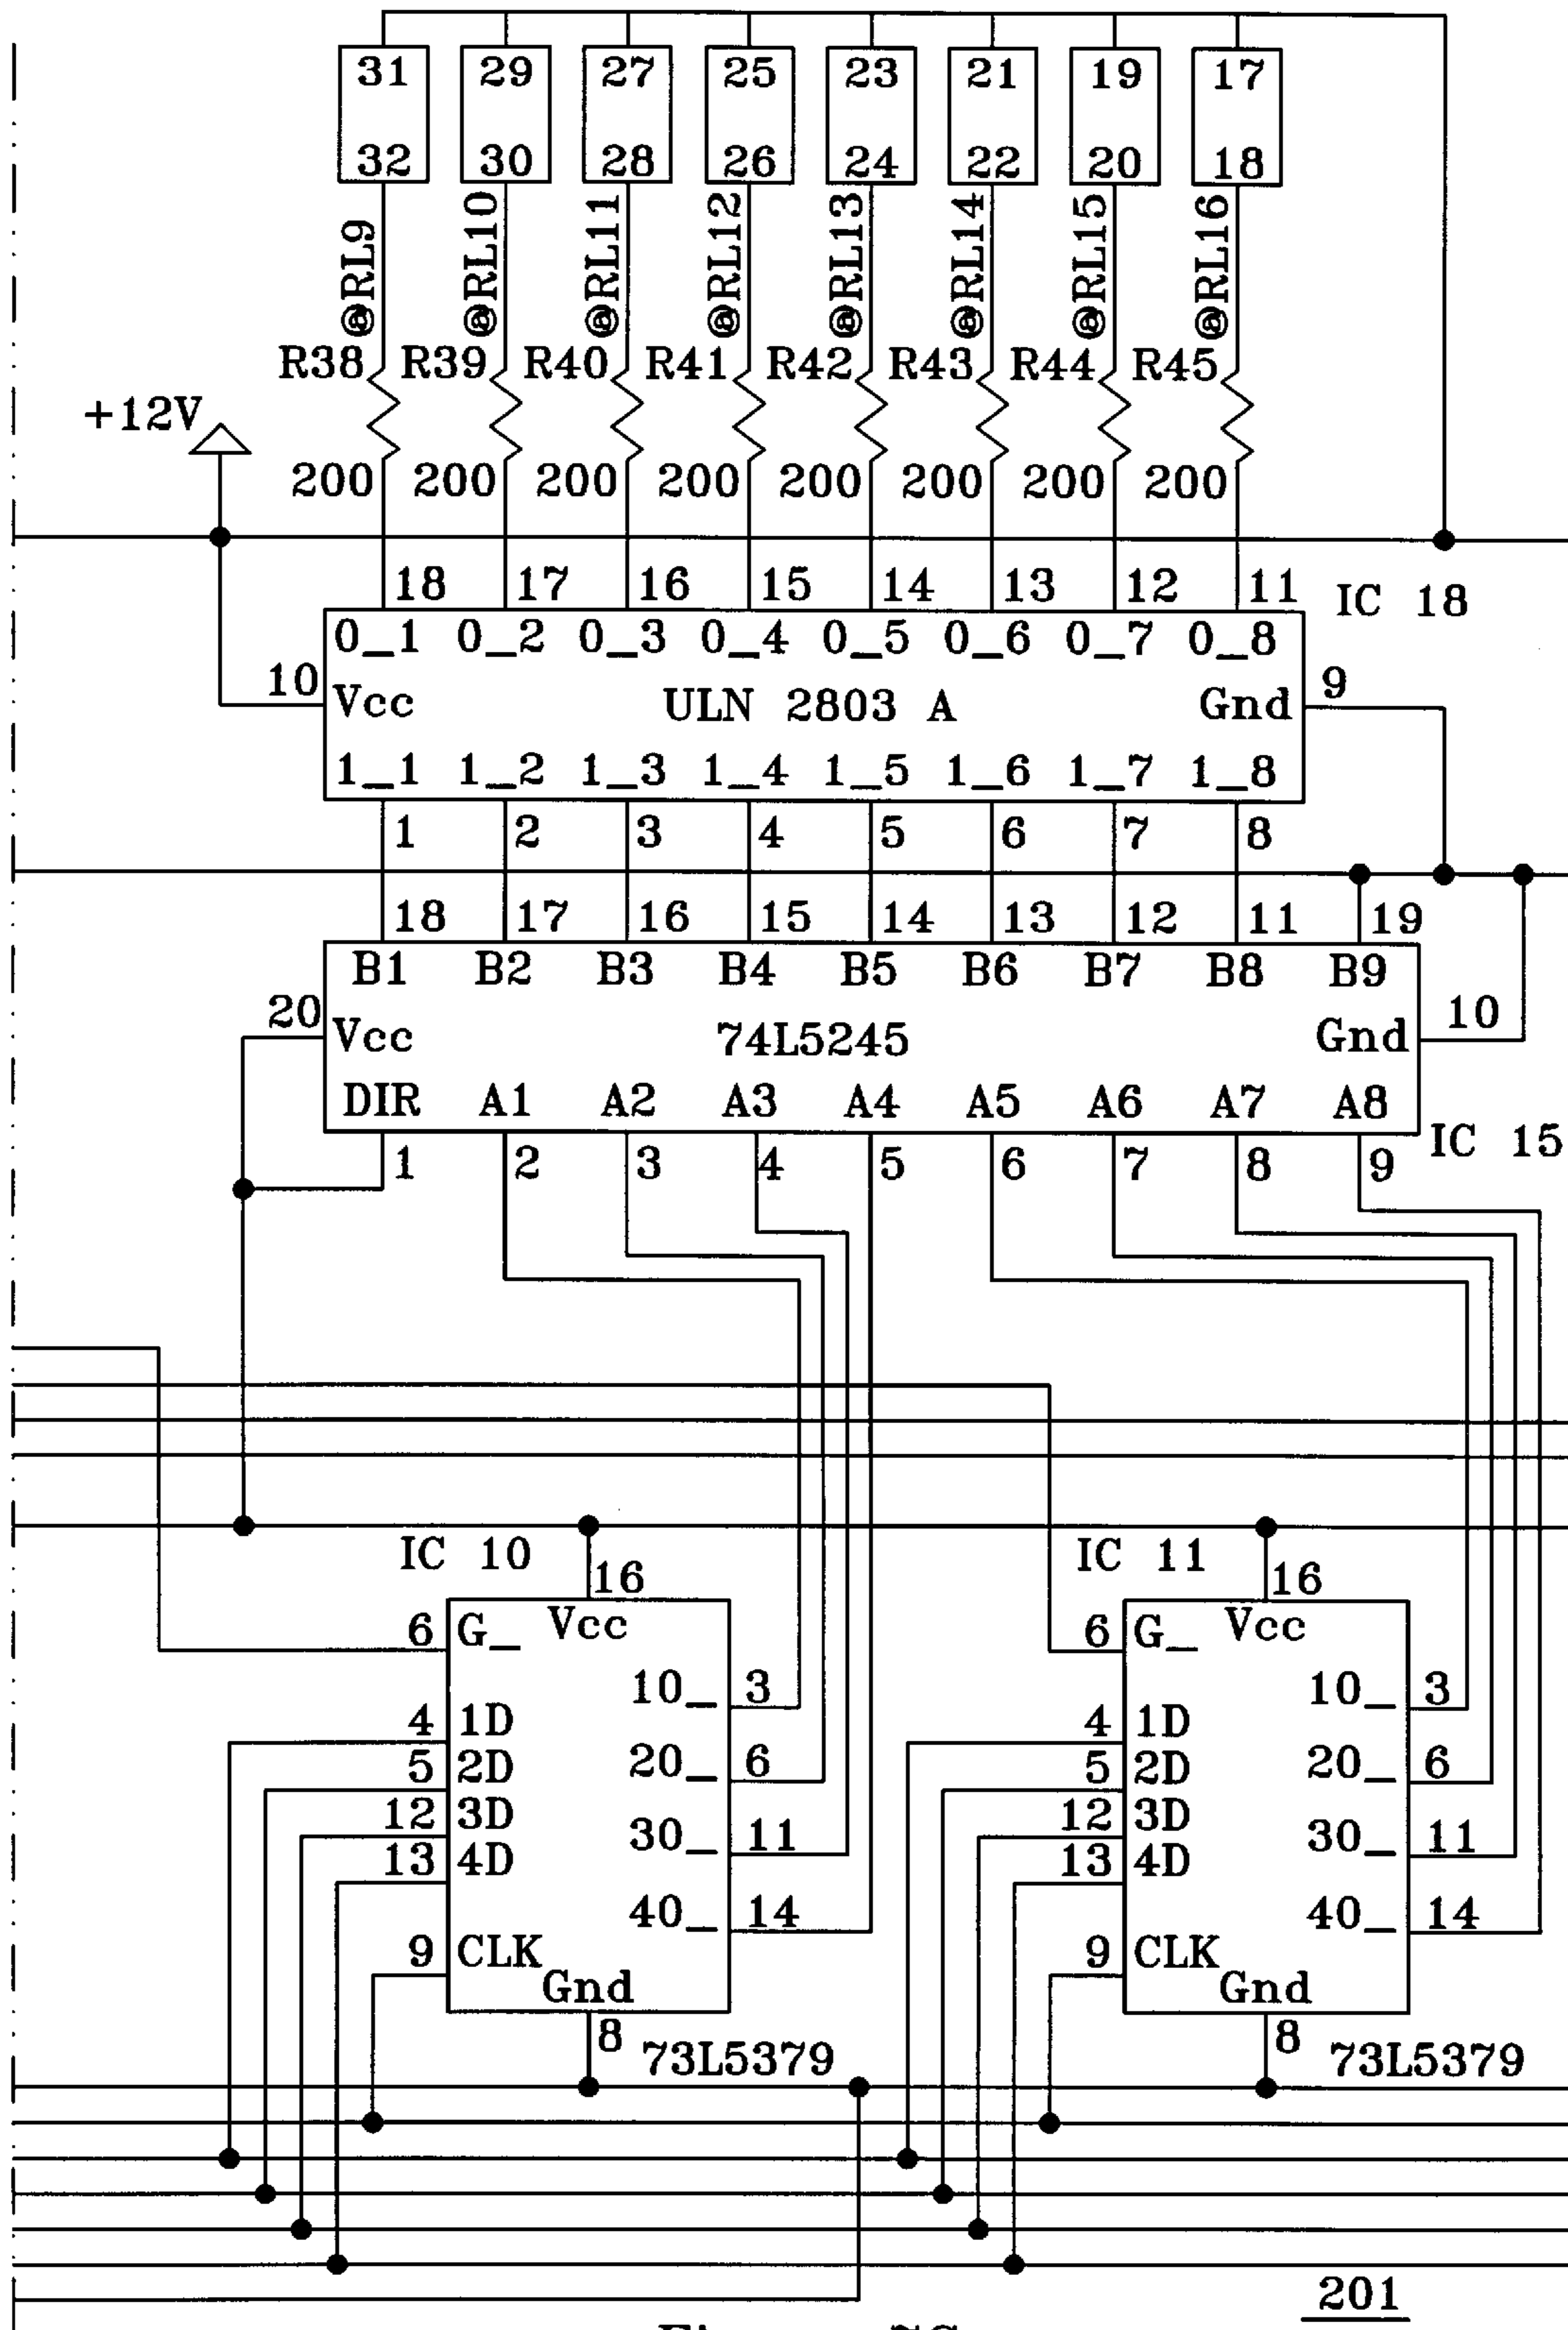 31 29 27 25 23 21 19 17
32 30 28 26 24 22 20 18
@RL9 @RL10 @RL11 @RL12 @RL13 @RL14 @RL15 @RL16
R38 R39 R40 R41 R42 R43 R44 R45
+12V
200 200 200 200 200 200 200 200
18 17 16 15 14 13 12 11 IC 18
0_1 0_2 0_3 0_4 0_5 0_6 0_7 0_8
10 Vcc ULN 2803 A Gnd 9
1_1 1_2 1_3 1_4 1_5 1_6 1_7 1_8
1 2 3 4 5 6 7 8
18 17 16 15 14 13 12 11 19
B1 B2 B3 B4 B5 B6 B7 B8 B9
20 Vcc 74L5245 Gnd 10
DIR A1 A2 A3 A4 A5 A6 A7 A8
IC 15
1 2 3 4 5 6 7 8 9
IC 10 16 IC 11 16
6 G_ Vcc 6 G_ Vcc
10_ 3 10_ 3
4 1D 4 1D
5 2D 20_ 6 5 2D 20_ 6
12 3D 30_ 11 12 3D 30_ 11
13 4D 13 4D
40_ 14 40_ 14
9 CLK 9 CLK
Gnd Gnd
8 73L5379 8 73L5379
201